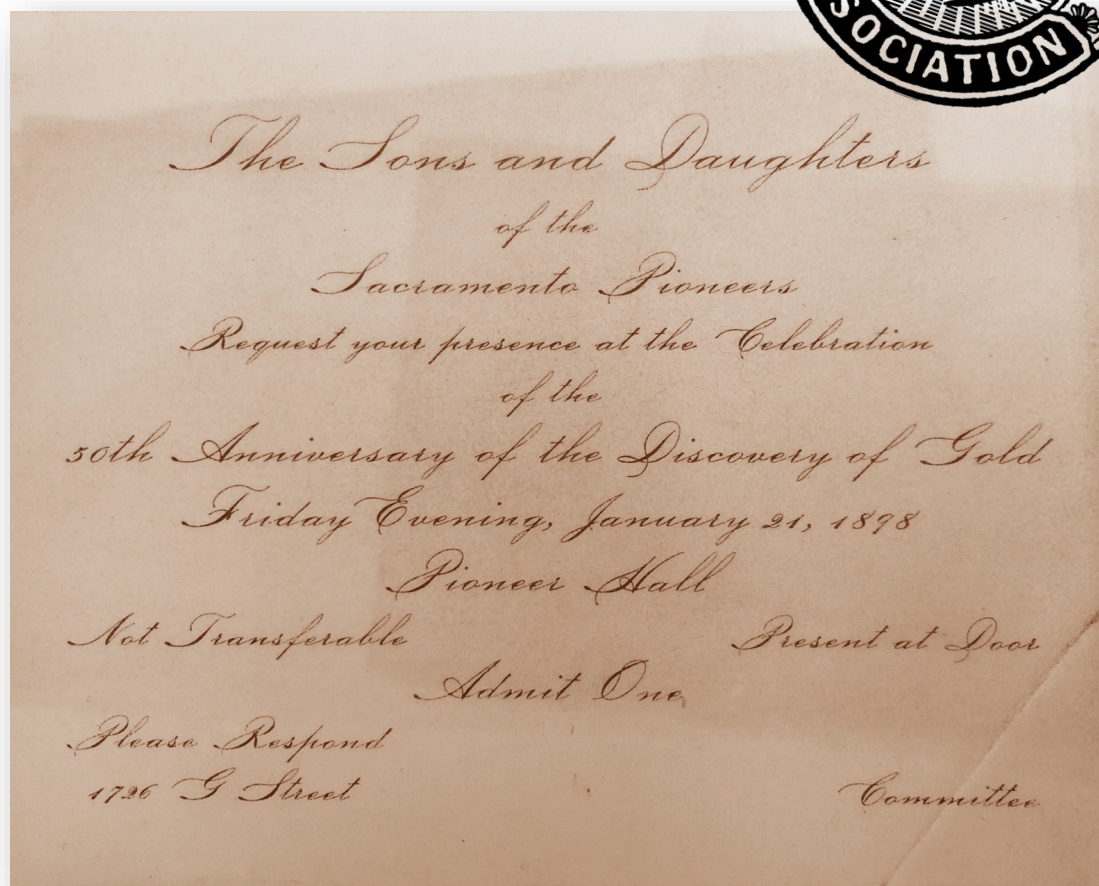 SOCIATION
The Sons and Daughters
of the
Sacramento Pioneers
Request your presence at the Celebration
of the
50th Anniversary of the Discovery of Gold
Friday Evening, January 21, 1898
Pioneer Hall
Not Transferable Present at Door
Admit One
Please Respond
1726 G Street Committee